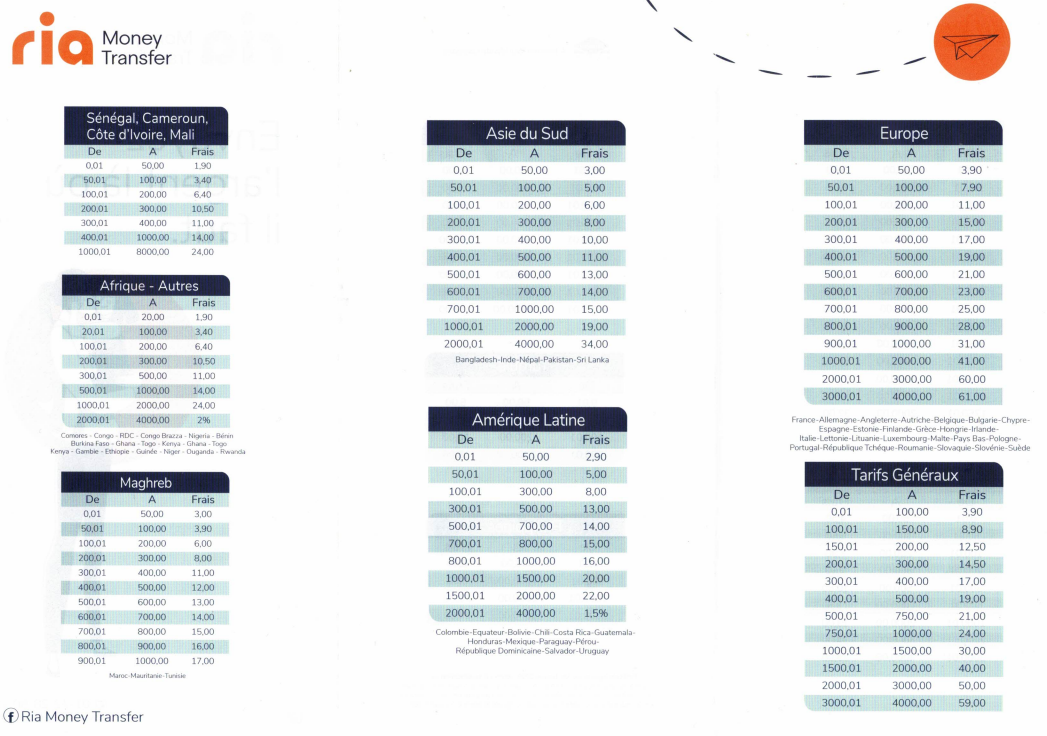 ria Money
Transfer
Sénégal, Cameroun,
Côte d'Ivoire, Mali
De A Frais
0,01 50,00 1,90
50,01 100,00 3,40
100,01 200,00 6,40
200,01 300,00 10,50
300,01 400,00 11,00
400,01 1000,00 14,00
1000,01 8000,00 24,00
Afrique - Autres
De A Frais
0,01 20,00 1,90
20,01 100,00 3,40
100,01 200,00 6,40
200,01 300,00 10,50
300,01 500,00 11,00
500,01 1000,00 14,00
1000,01 2000,00 24,00
2000,01 4000,00 2%
Comores - Congo - RDC - Congo Brazza - Nigeria - Bénin
Burkina Faso - Ghana - Togo - Kenya - Ghana -Togo
Kenya - Gambie - Ethiopie - Guinée - Niger - Ouganda - Rwanda
Maghreb
De A Frais
0,01 50,00 3,00
50,01 100,00 3,90
100,01 200,00 6,00
200,01 300,00 8,00
300,01 400,00 11,00
400,01 500,00 12,00
500,01 600,00 13,00
600,01 700,00 14,00
700,01 800,00 15,00
800,01 900,00 16,00
900,01 1000,00 17,00
Maroc-Mauritanie-Tunisie
Ria Money Transfer
Asie du Sud
De A Frais
0,01 50,00 3,00
50,01 100,00 5,00
100,01 200,00 6,00
200,01 300,00 8,00
300,01 400,00 10,00
400,01 500,00 11,00
500,01 600,00 13,00
600,01 700,00 14,00
700,01 1000,00 15,00
1000,01 2000,00 19,00
2000,01 4000,00 34,00
Bangladesh-Inde-Népal-Pakistan-Sri Lanka
Amérique Latine
De A Frais
0,01 50,00 2,90
50,01 100,00 5,00
100,01 300,00 8,00
300,01 500,00 13,00
500,01 700,00 14,00
700,01 800,00 15,00
800,01 1000,00 16,00
1000,01 1500,00 20,00
1500,01 2000,00 22,00
2000,01 4000,00 1,5%
Colombie-Equateur-Bolivie-Chili-Costa Rica-Guatemala-
Honduras-Mexique-Paraguay-Pérou-
République Dominicaine-Salvador-Uruguay
Europe
De A Frais
0,01 50,00 3,90
50,01 100,00 7,90
100,01 200,00 11,00
200,01 300,00 15,00
300,01 400,00 17,00
400,01 500,00 19,00
500,01 600,00 21,00
600,01 700,00 23,00
700,01 800,00 25,00
800,01 900,00 28,00
900,01 1000,00 31,00
1000,01 2000,00 41,00
2000,01 3000,00 60,00
3000,01 4000,00 61,00
France-Allemagne-Angleterre-Autriche-Belgique-Bulgarie-Chypre-
Espagne-Estonie-Finlande-Grèce-Hongrie-Irlande-
Italie-Lettonie-Lituanie-Luxembourg-Malte-Pays Bas-Pologne-
Portugal-République Tchéque-Roumanie-Slovaquie-Slovénie-Suède
Tarifs Généraux
De A Frais
0,01 100,00 3,90
100,01 150,00 8,90
150,01 200,00 12,50
200,01 300,00 14,50
300,01 400,00 17,00
400,01 500,00 19,00
500,01 750,00 21,00
750,01 1000,00 24,00
1000,01 1500,00 30,00
1500,01 2000,00 40,00
2000,01 3000,00 50,00
3000,01 4000,00 59,00